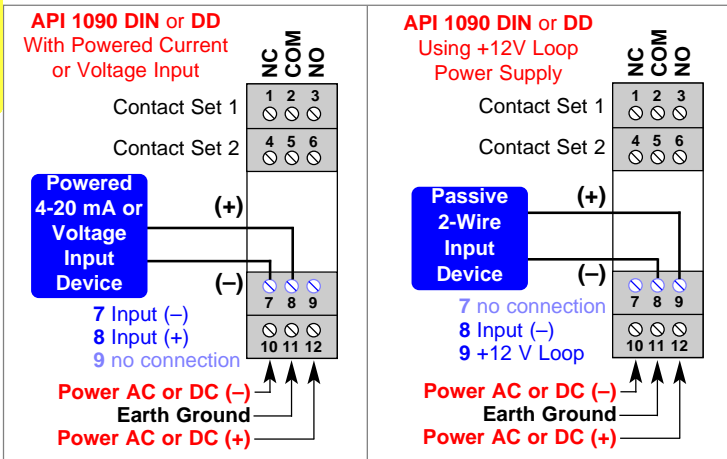 API 1090 DIN or DD
With Powered Current
or Voltage Input
NC
COM
NO
Contact Set 1
1 2 3
Contact Set 2
4 5 6
Powered
4-20 mA or
Voltage
Input
Device
(+)
(–)
7 8 9
7 Input (–)
8 Input (+)
9 no connection
10 11 12
Power AC or DC (–)
Earth Ground
Power AC or DC (+)
API 1090 DIN or DD
Using +12V Loop
Power Supply
NC
COM
NO
Contact Set 1
1 2 3
Contact Set 2
4 5 6
Passive
2-Wire
Input
Device
(+)
(–)
7 8 9
7 no connection
8 Input (–)
9 +12 V Loop
10 11 12
Power AC or DC (–)
Earth Ground
Power AC or DC (+)